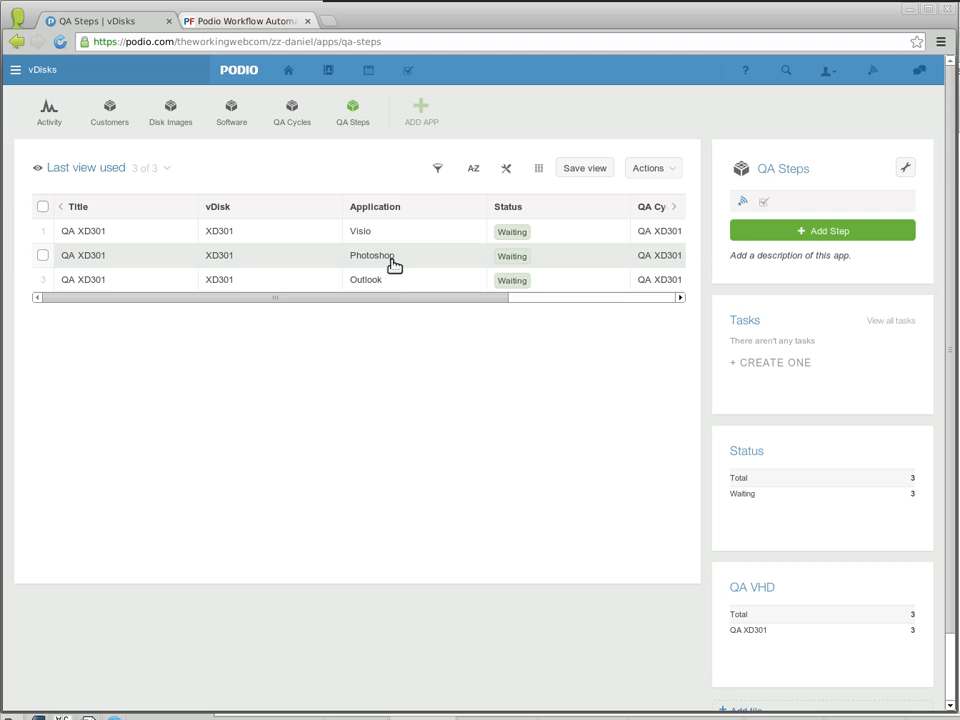 QA Steps | vDisks
PF Podio Workflow Automa
https://podio.com/theworkingwebcom/zz-daniel/apps/qa-steps
vDisks
PODIO
?
Activity
Customers
Disk Images
Software
QA Cycles
QA Steps
ADD APP
Last view used 3 of 3
AZ
Save view
Actions
Title vDisk Application Status QA Cy
1 QA XD301 XD301 Visio Waiting QA XD301
QA XD301 XD301 Photoshop Waiting QA XD301
3 QA XD301 XD301 Outlook Waiting QA XD301
QA Steps
+ Add Step
Add a description of this app.
Tasks View all tasks
There aren't any tasks
+ CREATE ONE
Status
Total 3
Waiting 3
QA VHD
Total 3
QA XD301 3
+ Add tile